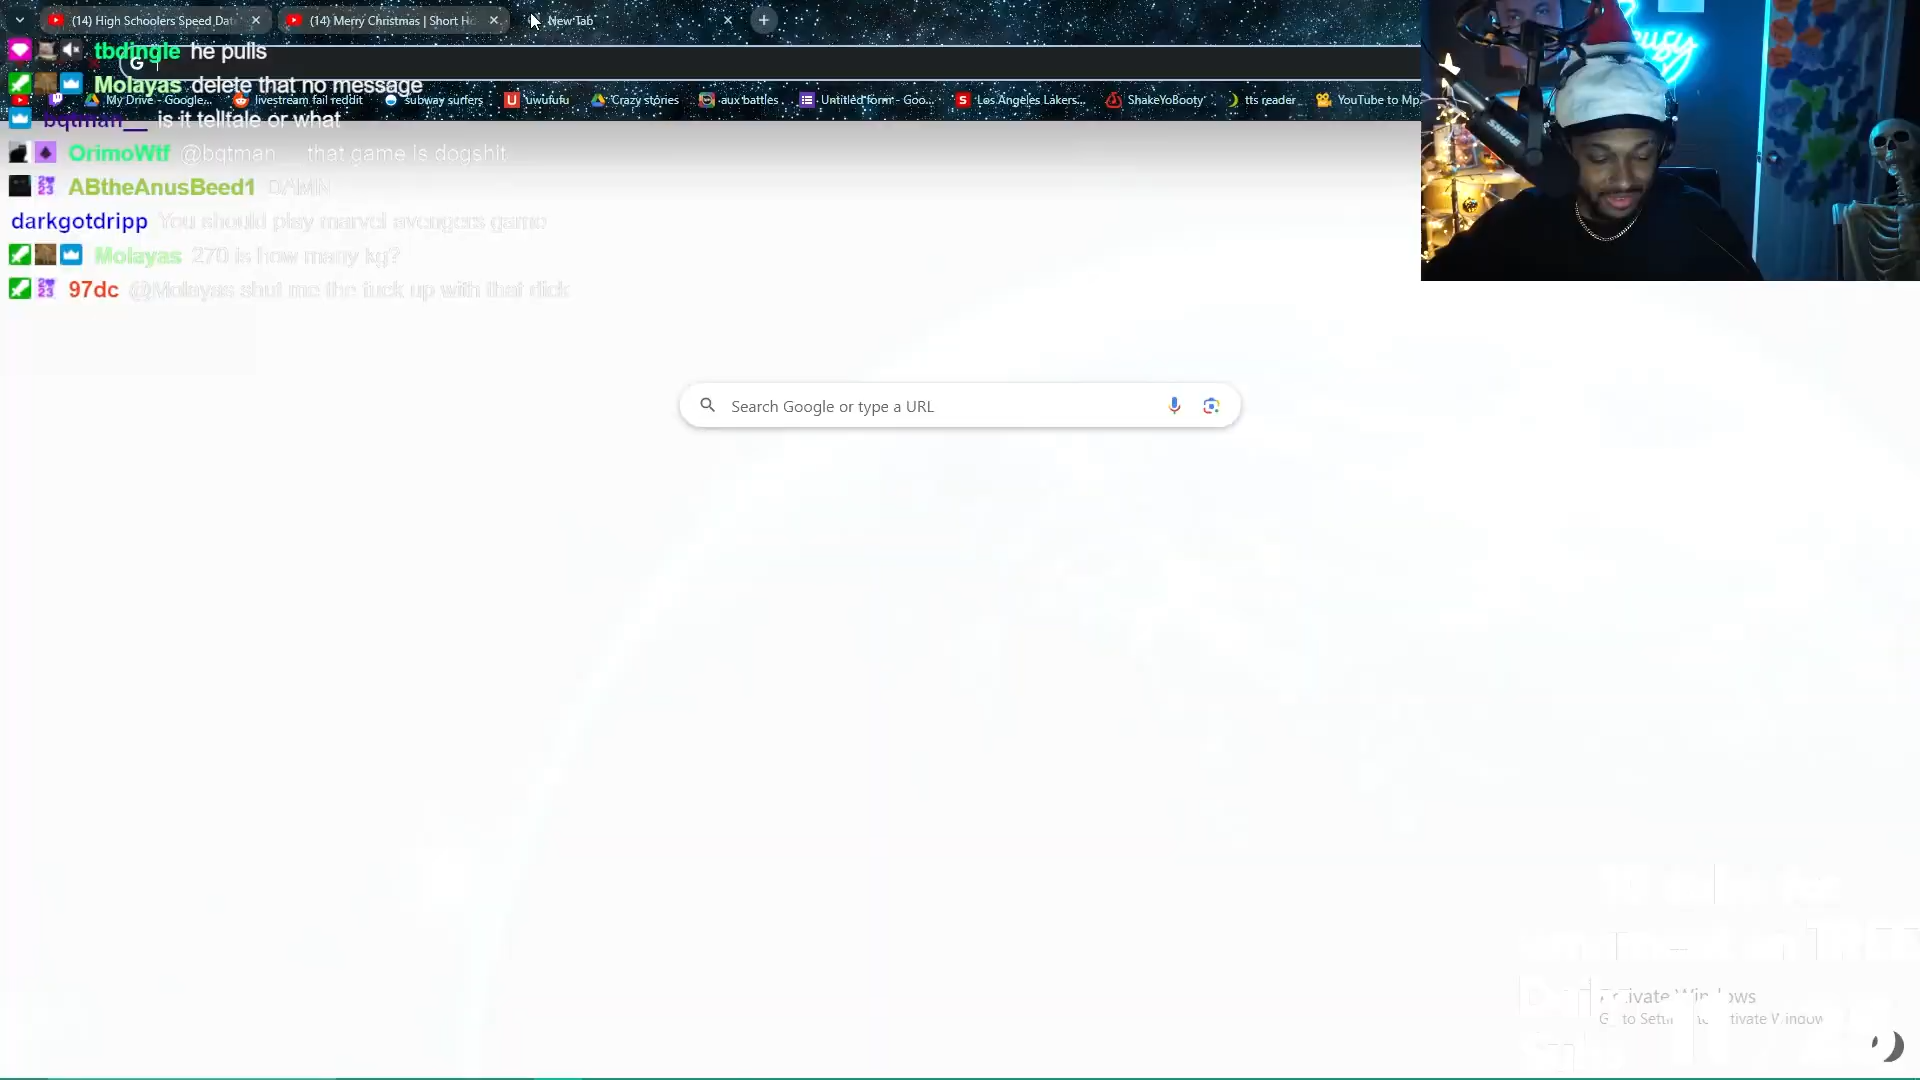 (14) High Schoolers Speed Dat
(14) Merry Christmas | Short Ho
New Tab
tbdingle he pulls
Molayas delete that no message
My Drive - Google...
livestream fail reddit
subway surfers
uwufufu
Crazy stories
aux battles
Untitled form - Goo...
Los Angeles Lakers...
ShakeYoBooty
tts reader
YouTube to Mp
bqtman__ is it telltale or what
OrimoWtf @bqtman__ that game is dogshit
ABtheAnusBeed1 DAMN
darkgotdripp You should play marvel avengers game
Molayas 270 is how many kg?
97dc @Molayas shut me the fuck up with that dick
Search Google or type a URL
SHURE
Activate Windows